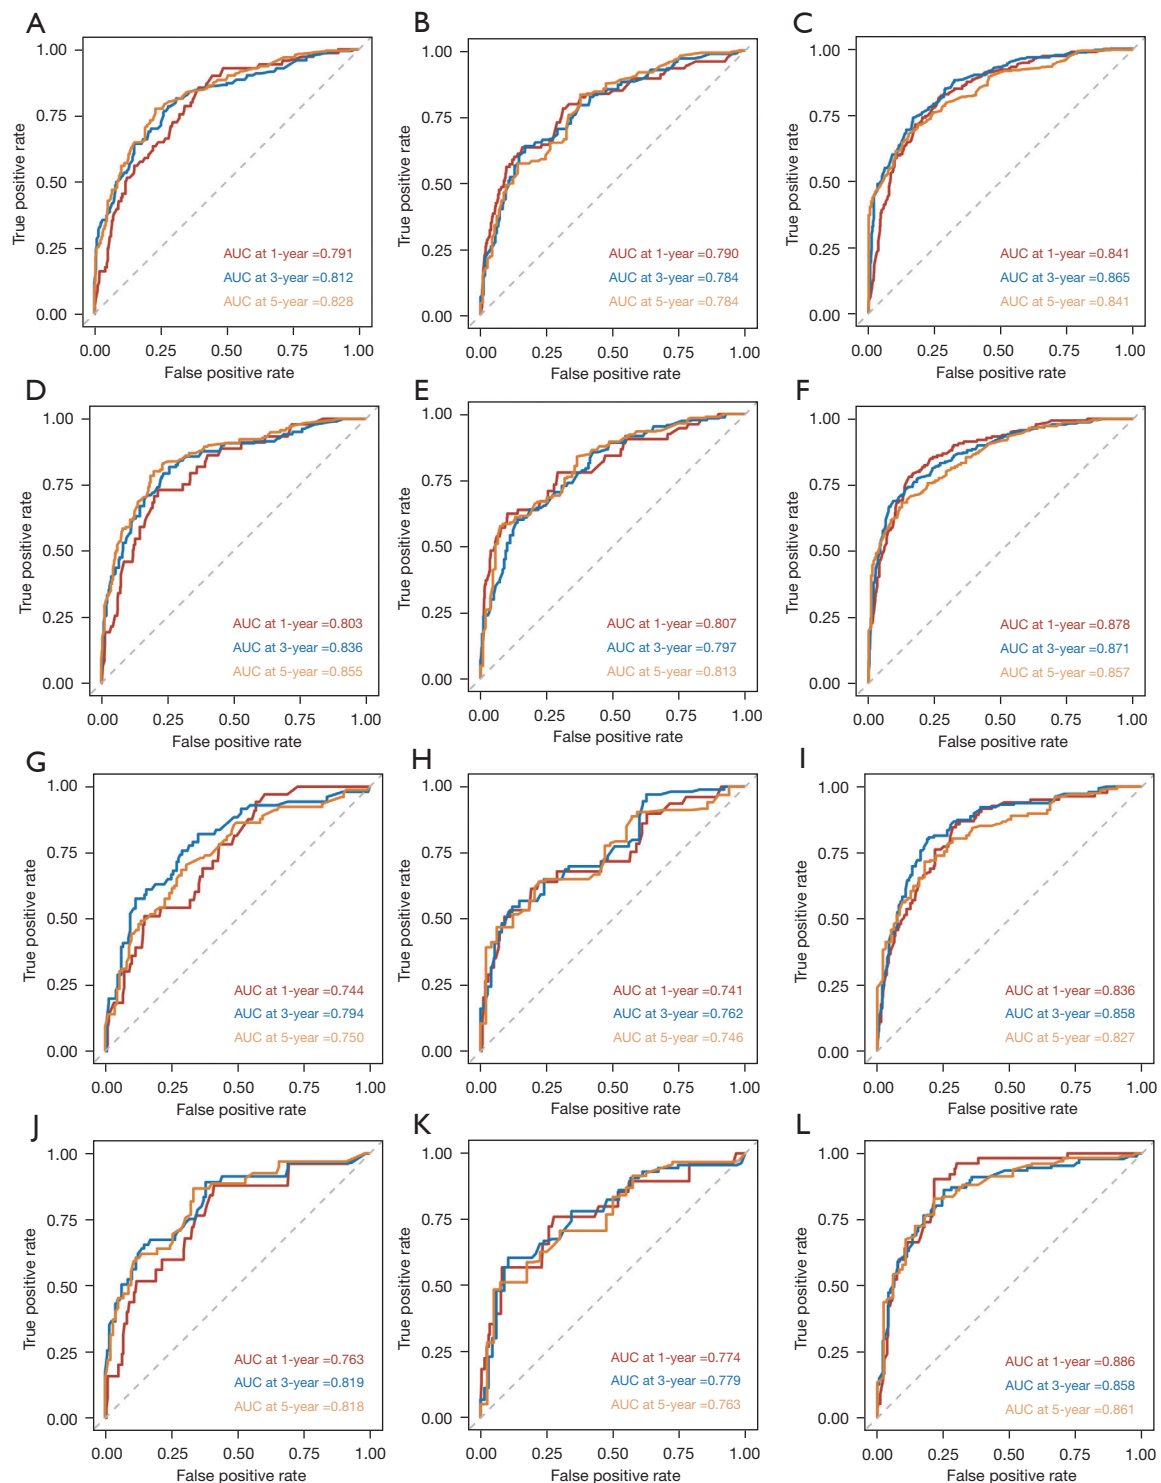 A
1.00
0.75
0.50
0.25
0.00
True positive rate
AUC at 1-year =0.791
AUC at 3-year =0.812
AUC at 5-year =0.828
0.00 0.25 0.50 0.75 1.00
False positive rate
B
1.00
0.75
0.50
0.25
0.00
True positive rate
AUC at 1-year =0.790
AUC at 3-year =0.784
AUC at 5-year =0.784
0.00 0.25 0.50 0.75 1.00
False positive rate
C
1.00
0.75
0.50
0.25
0.00
True positive rate
AUC at 1-year =0.841
AUC at 3-year =0.865
AUC at 5-year =0.841
0.00 0.25 0.50 0.75 1.00
False positive rate
D
1.00
0.75
0.50
0.25
0.00
True positive rate
AUC at 1-year =0.803
AUC at 3-year =0.836
AUC at 5-year =0.855
0.00 0.25 0.50 0.75 1.00
False positive rate
E
1.00
0.75
0.50
0.25
0.00
True positive rate
AUC at 1-year =0.807
AUC at 3-year =0.797
AUC at 5-year =0.813
0.00 0.25 0.50 0.75 1.00
False positive rate
F
1.00
0.75
0.50
0.25
0.00
True positive rate
AUC at 1-year =0.878
AUC at 3-year =0.871
AUC at 5-year =0.857
0.00 0.25 0.50 0.75 1.00
False positive rate
G
1.00
0.75
0.50
0.25
0.00
True positive rate
AUC at 1-year =0.744
AUC at 3-year =0.794
AUC at 5-year =0.750
0.00 0.25 0.50 0.75 1.00
False positive rate
H
1.00
0.75
0.50
0.25
0.00
True positive rate
AUC at 1-year =0.741
AUC at 3-year =0.762
AUC at 5-year =0.746
0.00 0.25 0.50 0.75 1.00
False positive rate
I
1.00
0.75
0.50
0.25
0.00
True positive rate
AUC at 1-year =0.836
AUC at 3-year =0.858
AUC at 5-year =0.827
0.00 0.25 0.50 0.75 1.00
False positive rate
J
1.00
0.75
0.50
0.25
0.00
True positive rate
AUC at 1-year =0.763
AUC at 3-year =0.819
AUC at 5-year =0.818
0.00 0.25 0.50 0.75 1.00
False positive rate
K
1.00
0.75
0.50
0.25
0.00
True positive rate
AUC at 1-year =0.774
AUC at 3-year =0.779
AUC at 5-year =0.763
0.00 0.25 0.50 0.75 1.00
False positive rate
L
1.00
0.75
0.50
0.25
0.00
True positive rate
AUC at 1-year =0.886
AUC at 3-year =0.858
AUC at 5-year =0.861
0.00 0.25 0.50 0.75 1.00
False positive rate